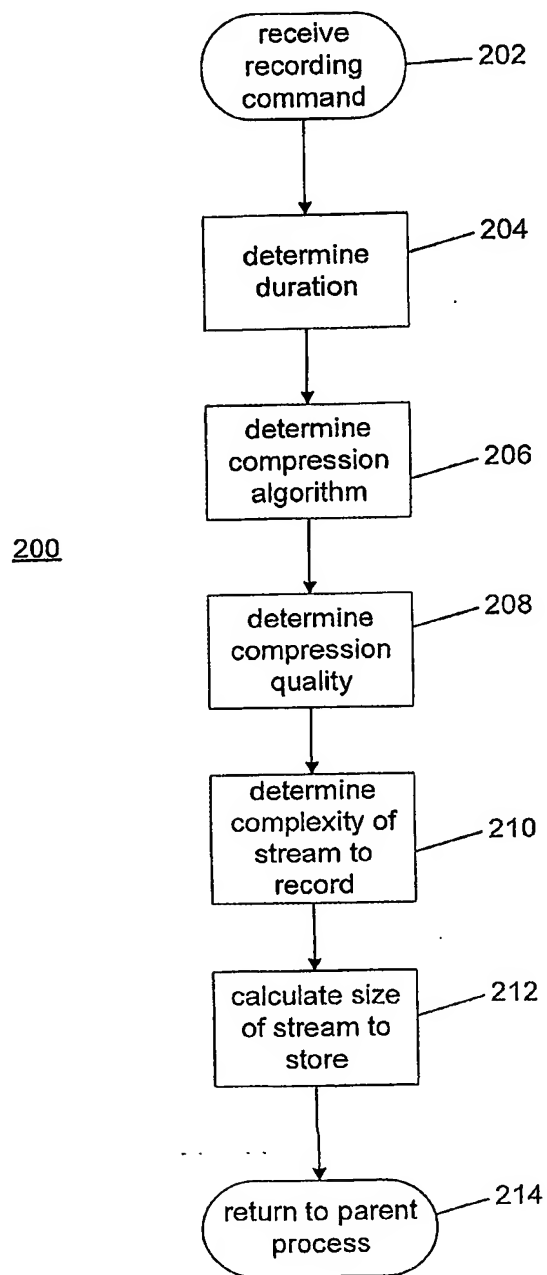 receive
recording
command
202
determine
duration
204
determine
compression
algorithm
206
200
determine
compression
quality
208
determine
complexity of
stream to
record
210
calculate size
of stream to
store
212
return to parent
process
214